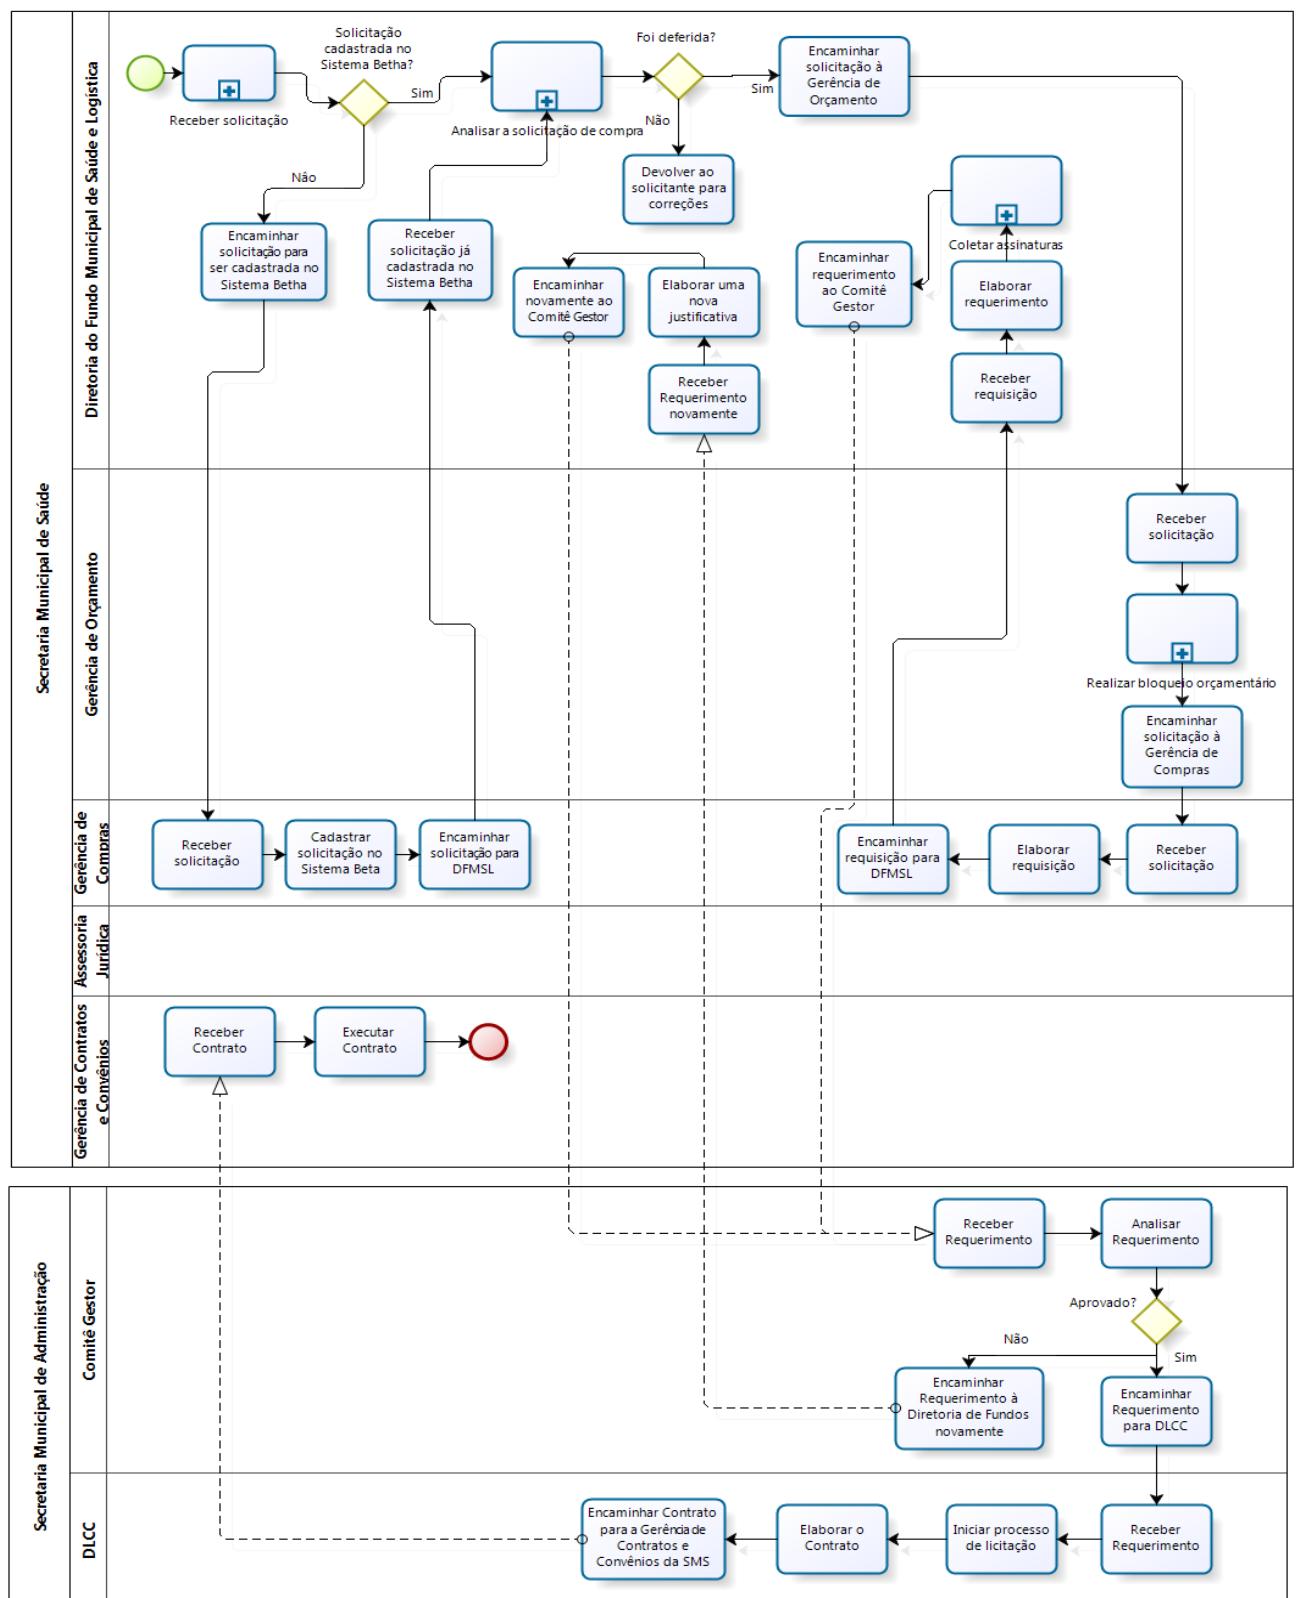 Secretaria Municipal de Saúde
Diretoria do Fundo Municipal de Saúde e Logística
Receber solicitação
Solicitação
cadastrada no
Sistema Betha?
Sim
Não
Analisar a solicitação de compra
Foi deferida?
Sim
Não
Encaminhar
solicitação à
Gerência de
Orçamento
Devolver ao
solicitante para
correções
Encaminhar
solicitação para
ser cadastrada no
Sistema Betha
Receber
solicitação já
cadastrada no
Sistema Betha
Encaminhar
novamente ao
Comitê Gestor
Elaborar uma
nova
justificativa
Receber
Requerimento
novamente
Encaminhar
requerimento
ao Comitê
Gestor
Coletar assinaturas
Elaborar
requerimento
Receber
requisição
Gerência de Orçamento
Receber
solicitação
Realizar bloqueio orçamentário
Encaminhar
solicitação à
Gerência de
Compras
Gerência de
Compras
Receber
solicitação
Cadastrar
solicitação no
Sistema Beta
Encaminhar
solicitação para
DFMSL
Encaminhar
requisição para
DFMSL
Elaborar
requisição
Receber
solicitação
Assessoria
Jurídica
Gerência de Contratos
e Convênios
Receber
Contrato
Executar
Contrato
Secretaria Municipal de Administração
Comitê Gestor
Receber
Requerimento
Analisar
Requerimento
Aprovado?
Não
Sim
Encaminhar
Requerimento à
Diretoria de Fundos
novamente
Encaminhar
Requerimento
para DLCC
DLCC
Encaminhar Contrato
para a Gerência de
Contratos e
Convênios da SMS
Elaborar o
Contrato
Iniciar processo
de licitação
Receber
Requerimento